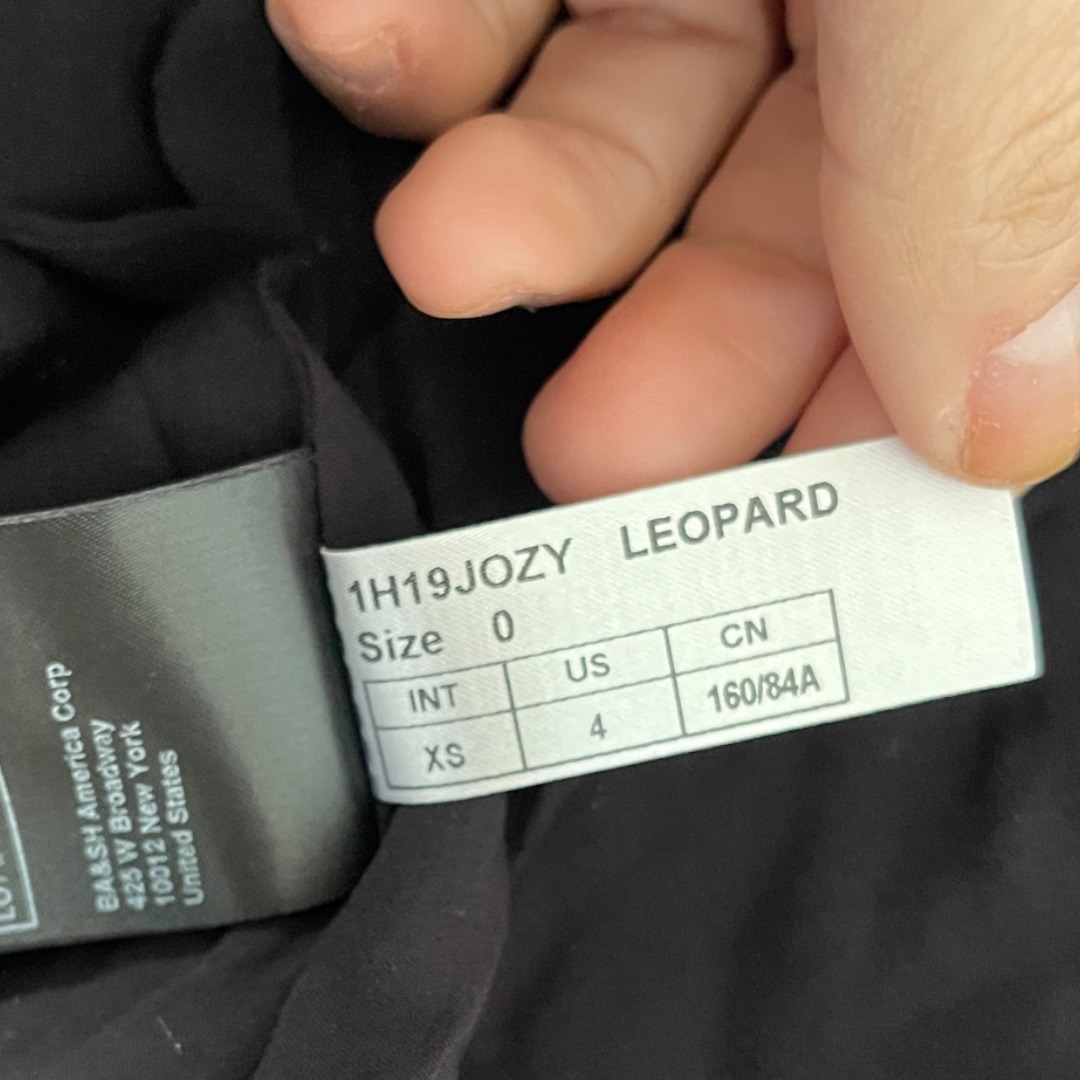 1H19JOZY LEOPARD
Size 0
INT US CN
XS 4 160/84A
BA&SH America Corp
425 W Broadway
10012 New York
United States